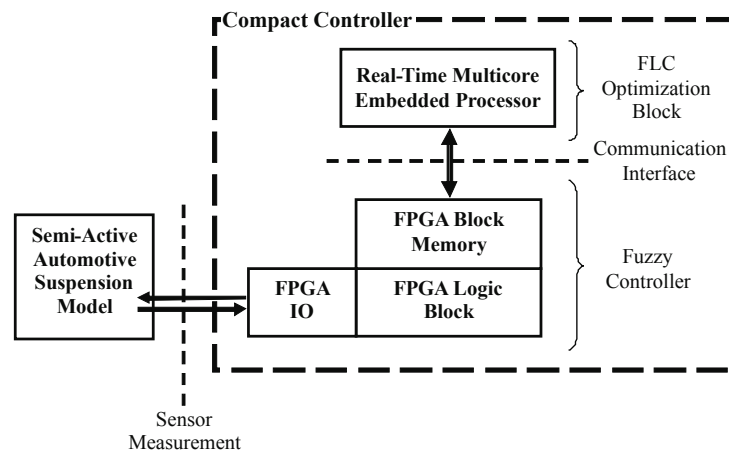 Compact Controller
Real-Time Multicore
Embedded Processor
FLC
Optimization
Block
Communication
Interface
FPGA Block
Memory
Semi-Active
Automotive
Suspension
Model
FPGA
IO
FPGA Logic
Block
Fuzzy
Controller
Sensor
Measurement